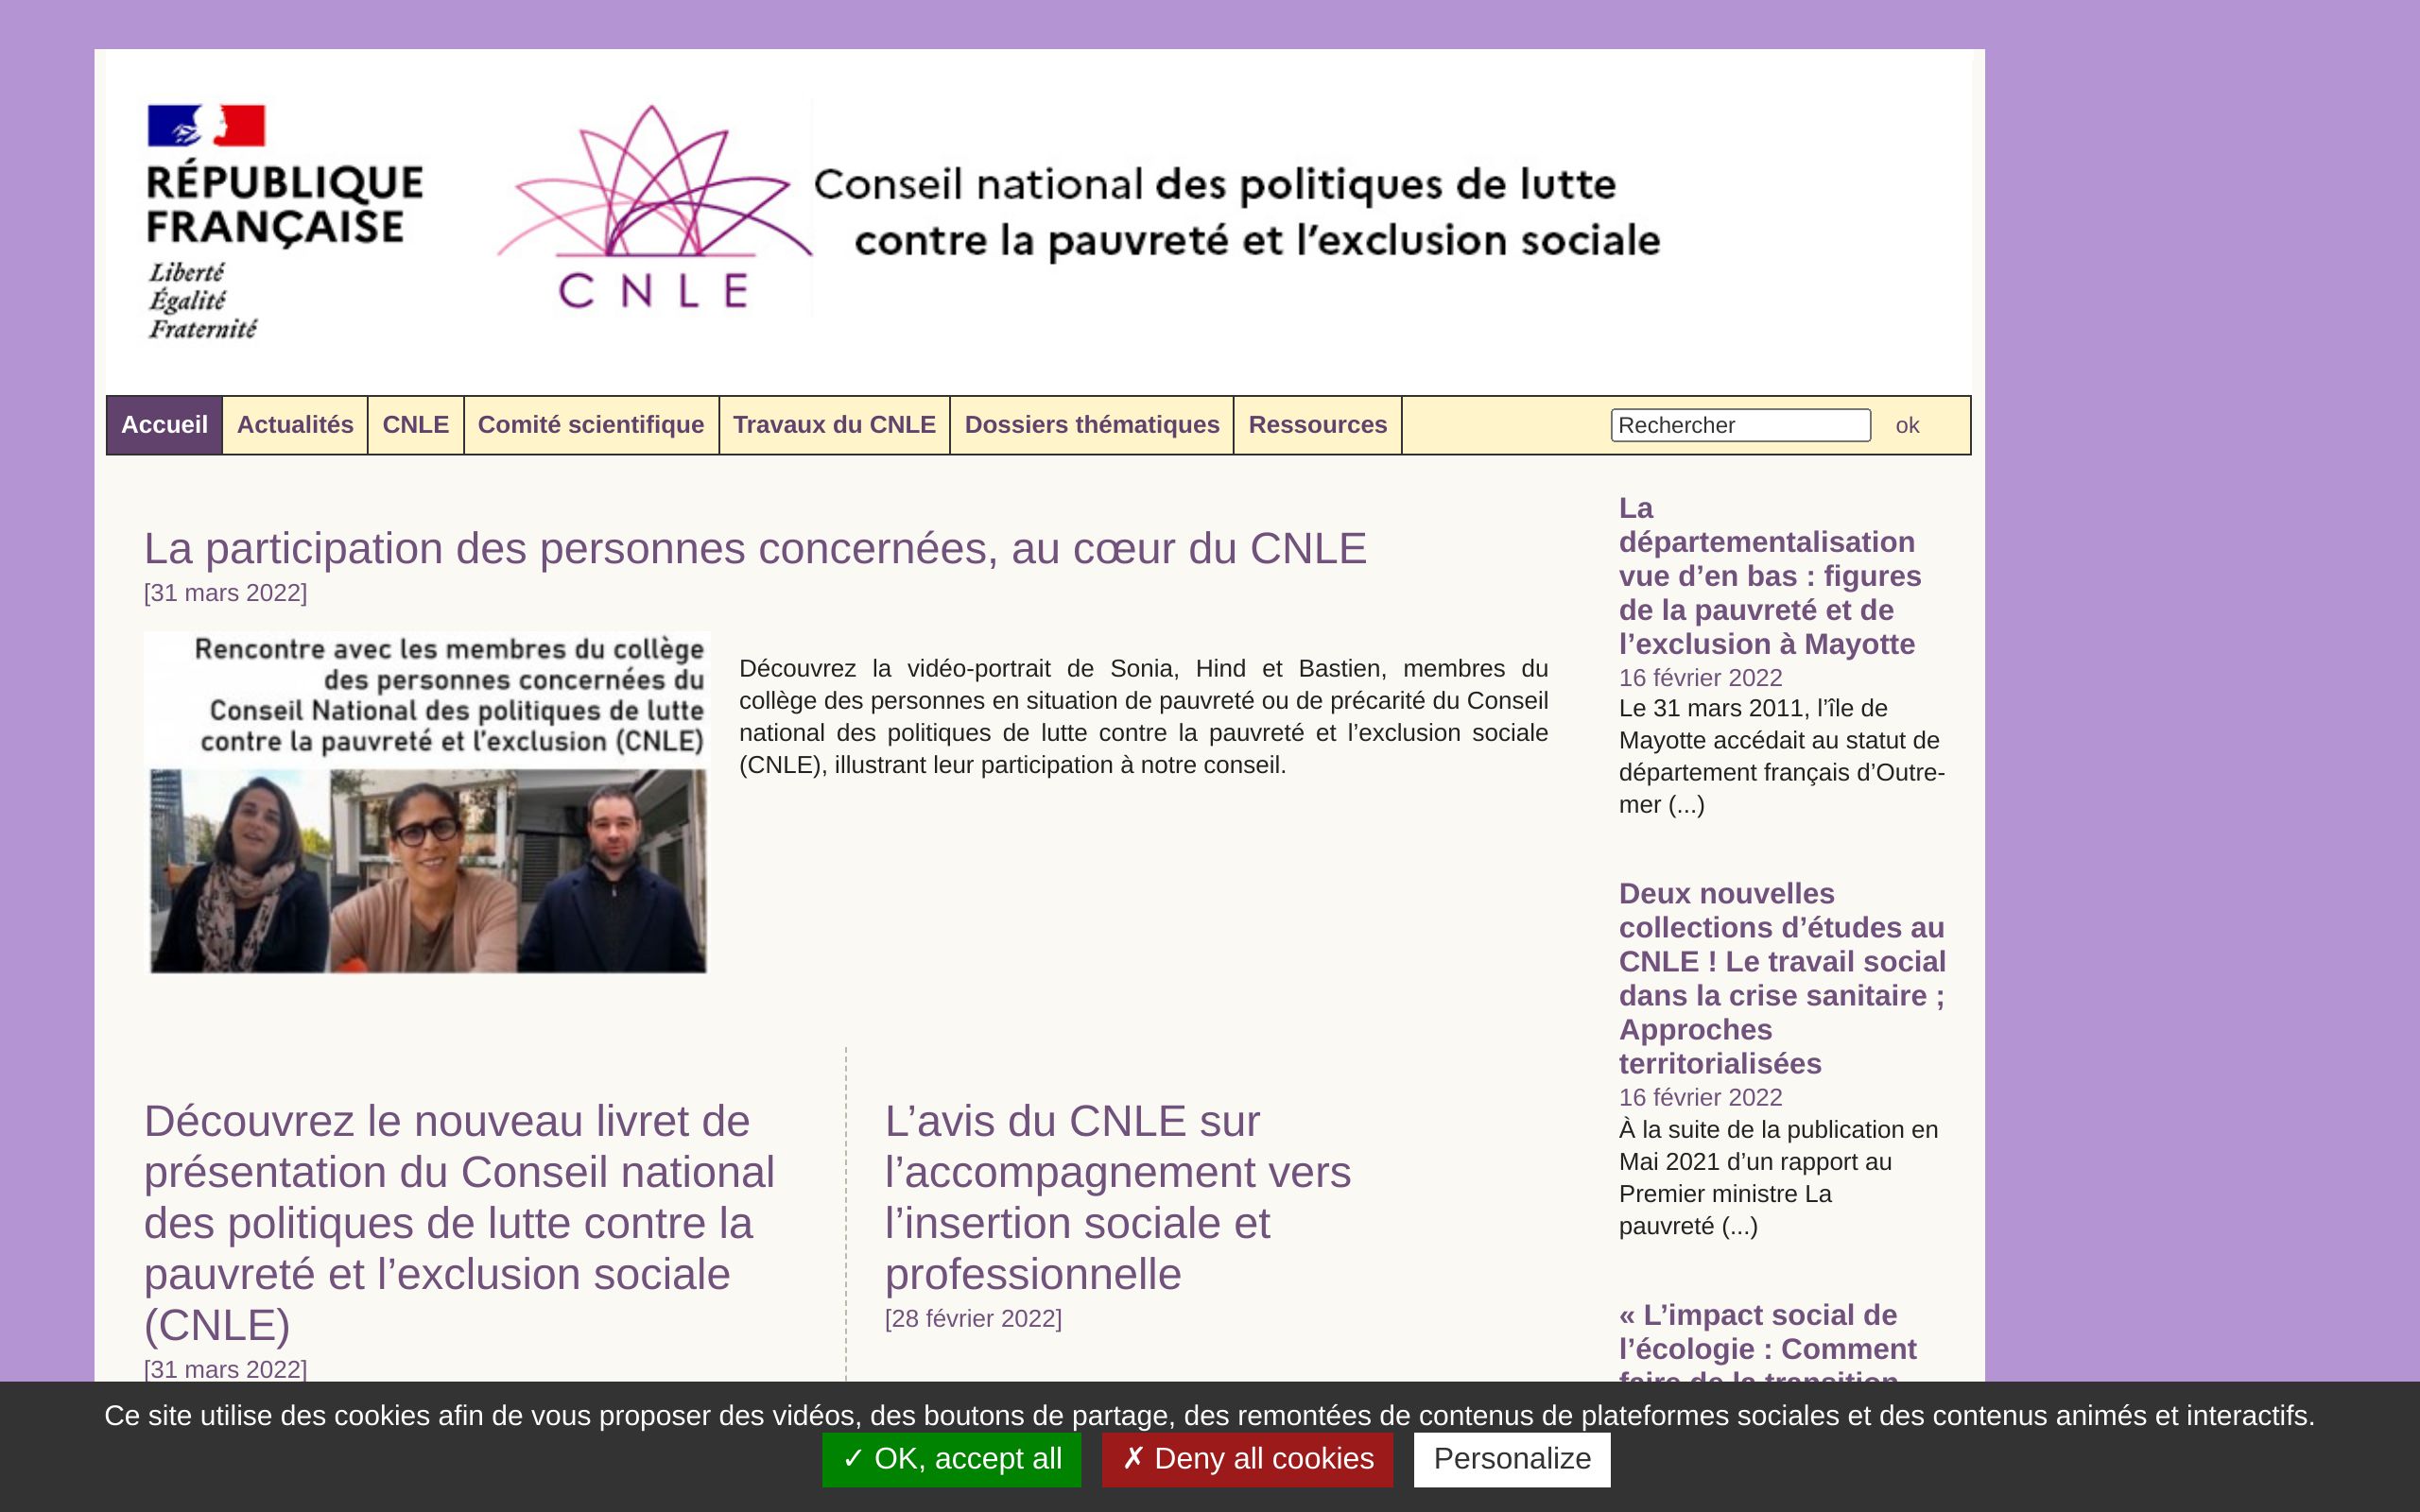 RÉPUBLIQUE
FRANÇAISE
Liberté
Égalité
Fraternité
CNLE
Conseil national des politiques de lutte
contre la pauvreté et l’exclusion sociale
Accueil Actualités CNLE Comité scientifique Travaux du CNLE Dossiers thématiques Ressources Rechercher ok
La participation des personnes concernées, au cœur du CNLE
[31 mars 2022]
Rencontre avec les membres du collège
des personnes concernées du
Conseil National des politiques de lutte
contre la pauvreté et l’exclusion (CNLE)
Découvrez la vidéo-portrait de Sonia, Hind et Bastien, membres du
collège des personnes en situation de pauvreté ou de précarité du Conseil
national des politiques de lutte contre la pauvreté et l’exclusion sociale
(CNLE), illustrant leur participation à notre conseil.
Découvrez le nouveau livret de
présentation du Conseil national
des politiques de lutte contre la
pauvreté et l’exclusion sociale
(CNLE)
[31 mars 2022]
L’avis du CNLE sur
l’accompagnement vers
l’insertion sociale et
professionnelle
[28 février 2022]
La
départementalisation
vue d’en bas : figures
de la pauvreté et de
l’exclusion à Mayotte
16 février 2022
Le 31 mars 2011, l’île de
Mayotte accédait au statut de
département français d’Outre-
mer (...)
Deux nouvelles
collections d’études au
CNLE ! Le travail social
dans la crise sanitaire ;
Approches
territorialisées
16 février 2022
À la suite de la publication en
Mai 2021 d’un rapport au
Premier ministre La
pauvreté (...)
« L’impact social de
l’écologie : Comment
faire de la transition
Ce site utilise des cookies afin de vous proposer des vidéos, des boutons de partage, des remontées de contenus de plateformes sociales et des contenus animés et interactifs.
✓ OK, accept all ✗ Deny all cookies Personalize